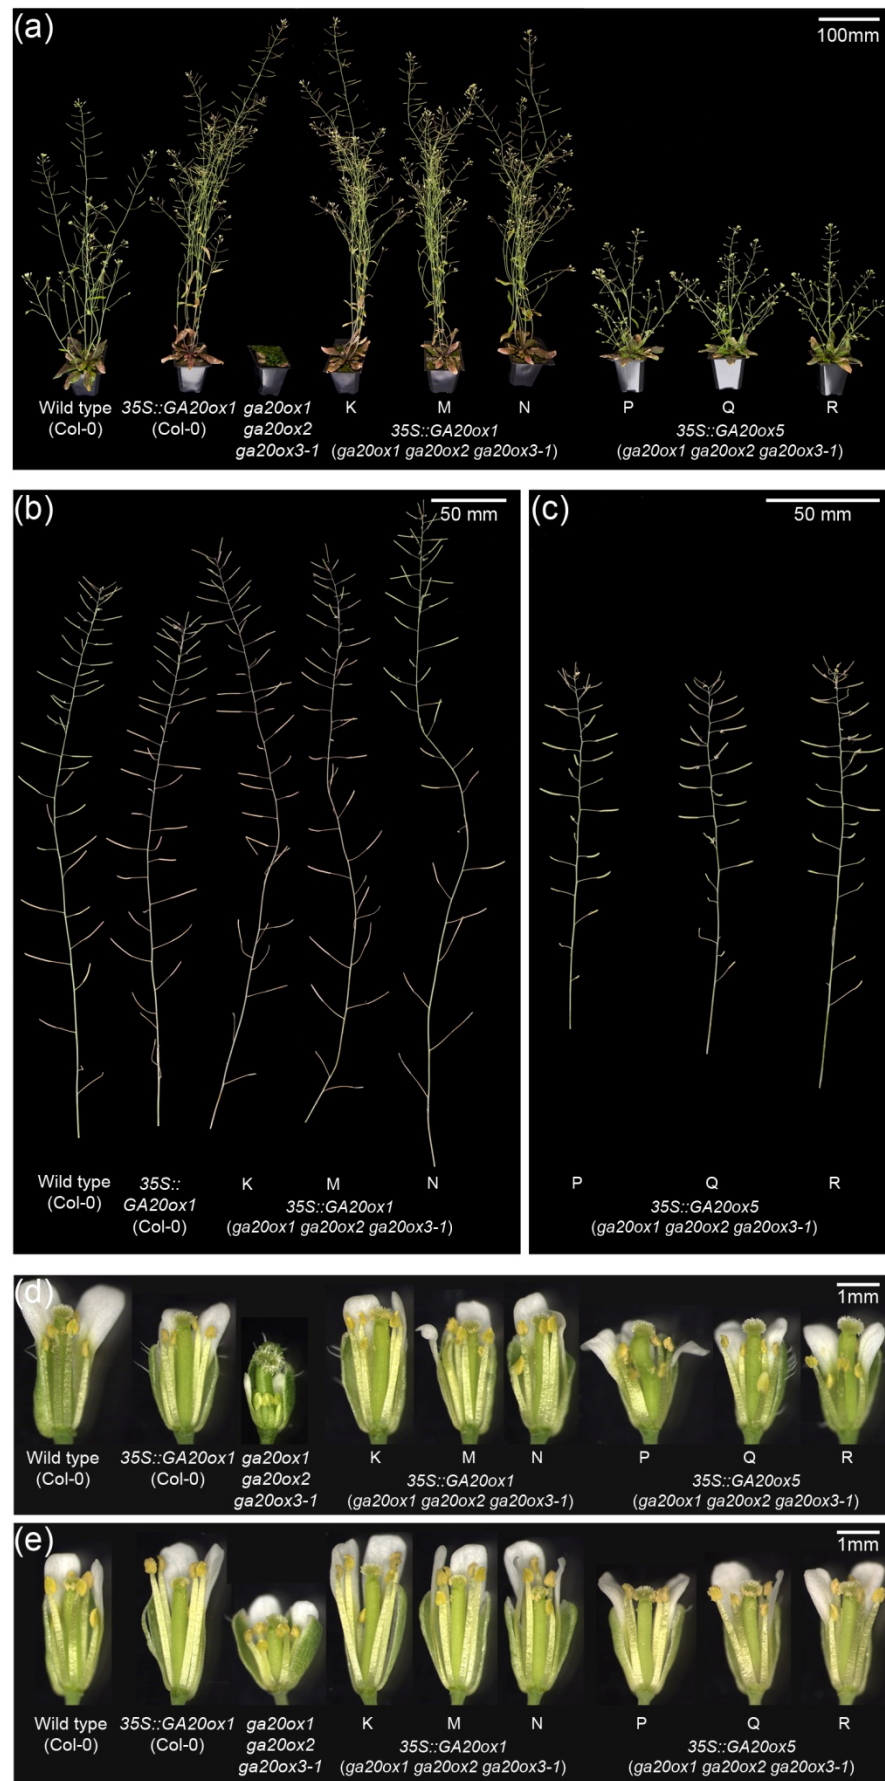 (a)
100mm
Wild type
(Col-0)
35S::GA20ox1
(Col-0)
ga20ox1
ga20ox2
ga20ox3-1
K
M
N
35S::GA20ox1
(ga20ox1 ga20ox2 ga20ox3-1)
P
Q
R
35S::GA20ox5
(ga20ox1 ga20ox2 ga20ox3-1)
(b)
50 mm
Wild type
(Col-0)
35S::
GA20ox1
(Col-0)
K
M
N
35S::GA20ox1
(ga20ox1 ga20ox2 ga20ox3-1)
(c)
50 mm
P
Q
R
35S::GA20ox5
(ga20ox1 ga20ox2 ga20ox3-1)
(d)
1mm
Wild type
(Col-0)
35S::GA20ox1
(Col-0)
ga20ox1
ga20ox2
ga20ox3-1
K
M
N
35S::GA20ox1
(ga20ox1 ga20ox2 ga20ox3-1)
P
Q
R
35S::GA20ox5
(ga20ox1 ga20ox2 ga20ox3-1)
(e)
1mm
Wild type
(Col-0)
35S::GA20ox1
(Col-0)
ga20ox1
ga20ox2
ga20ox3-1
K
M
N
35S::GA20ox1
(ga20ox1 ga20ox2 ga20ox3-1)
P
Q
R
35S::GA20ox5
(ga20ox1 ga20ox2 ga20ox3-1)